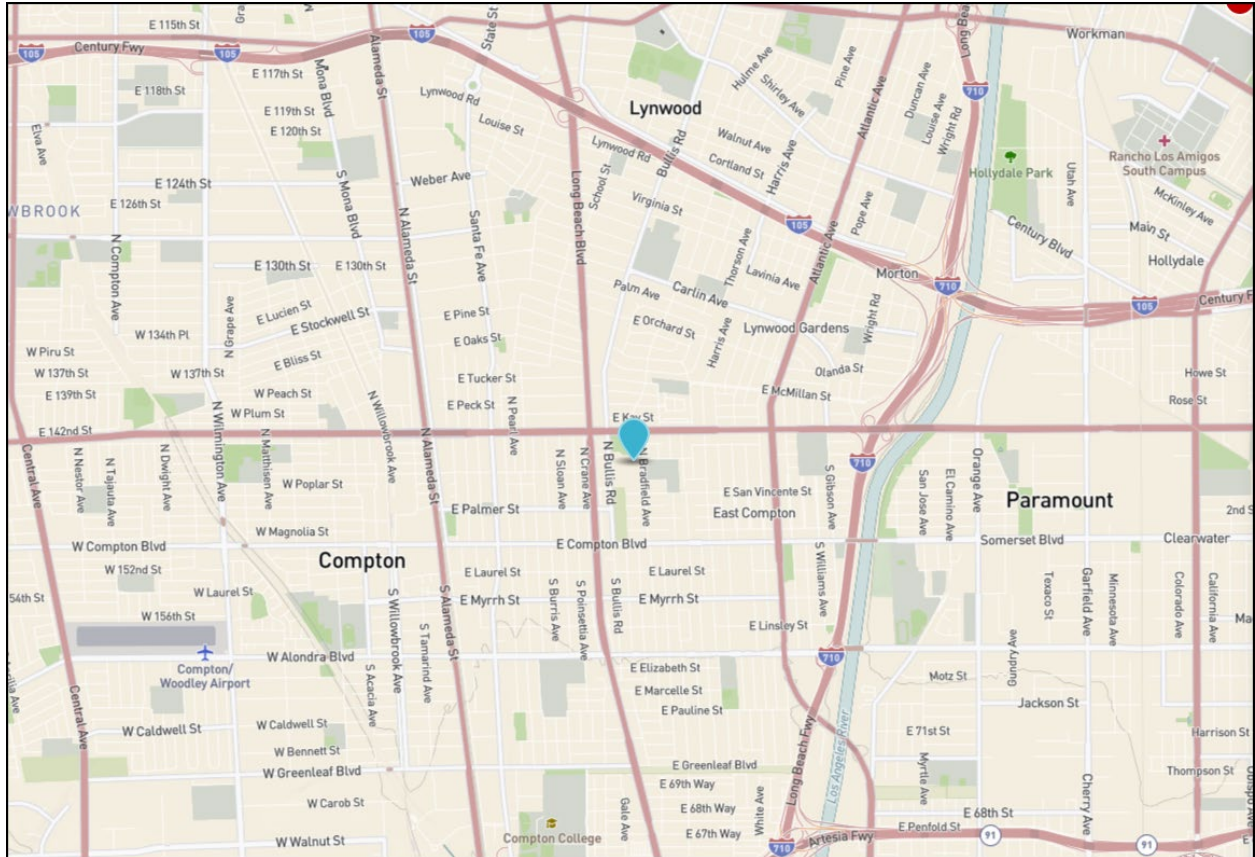 E 115th St
Century Fwy
105
105
105
E 117th St
E 118th St
Mona Blvd
Alameda St
State St
E 119th St
E 120th St
Lynwood Rd
Louise St
Elva Ave
E 124th St
E 126th St
Weber Ave
S Mona Blvd
N Alameda St
Santa Fe Ave
WBROOK
N Compton Ave
E 130th St
E 130th St
Lynwood
Hulme Ave
Shirley Ave
Pine Ave
Atlantic Ave
Duncan Ave
Louise Ave
Wright Rd
710
Workman
Walnut Ave
Cortland St
Harris Ave
Bullis Rd
Lynwood Rd
School St
Long Beach Blvd
Virginia St
Hollydale Park
Utah Ave
Rancho Los Amigos
South Campus
McKinley Ave
Main St
Hollydale
Century Blvd
Pope Ave
Atlantic Ave
105
Thorson Ave
Lavinia Ave
Morton
710
105
Palm Ave
Carlin Ave
E Orchard St
Harris Ave
Lynwood Gardens
Wright Rd
Olanda St
E McMillan St
Howe St
Rose St
E Lucien St
E Stockwell St
N Grape Ave
W 134th Pl
E Bliss St
E Pine St
E Oaks St
W Piru St
W 137th St
W 137th St
E 139th St
W Peach St
W Plum St
E 142nd St
E Tucker St
E Peck St
N Pearl Ave
N Willowbrook Ave
N Wilmington Ave
N Matthisen Ave
N Alameda St
E Kay St
Central Ave
N Nestor Ave
N Tajauta Ave
N Dwight Ave
W Poplar St
N Sloan Ave
N Crane Ave
N Bullis Rd
N Bradfield Ave
710
S Gibson Ave
E San Vincente St
East Compton
San Jose Ave
El Camino Ave
Orange Ave
Paramount
2nd S
Clearwater
Somerset Blvd
E Palmer St
W Magnolia St
W Compton Blvd
Compton
E Compton Blvd
W 152nd St
54th St
W Laurel St
W 156th St
E Laurel St
E Myrrh St
E Laurel St
E Myrrh St
E Linsley St
S Williams Ave
S Burris Ave
S Poinsettia Ave
S Bullis Rd
S Alameda St
S Willowbrook Ave
S Tamarind Ave
S Acacia Ave
Texaco St
Garfield Ave
Minnesota Ave
Colorado Ave
California Ave
Compton/
Woodley Airport
W Alondra Blvd
E Elizabeth St
E Marcelle St
E Pauline St
710
Motz St
Gundry Ave
Jackson St
Central Ave
W Caldwell St
W Caldwell St
W Bennett St
W Greenleaf Blvd
E Greenleaf Blvd
Long Beach Fwy
Los Angeles River
E 71st St
Harrison St
Thompson St
Myrtle Ave
Cherry Ave
W Carob St
W Walnut St
Compton College
Gale Ave
E 69th Way
E 68th Way
E 67th Way
White Ave
710
Artesia Fwy
E Penfold St
E 68th St
91
91